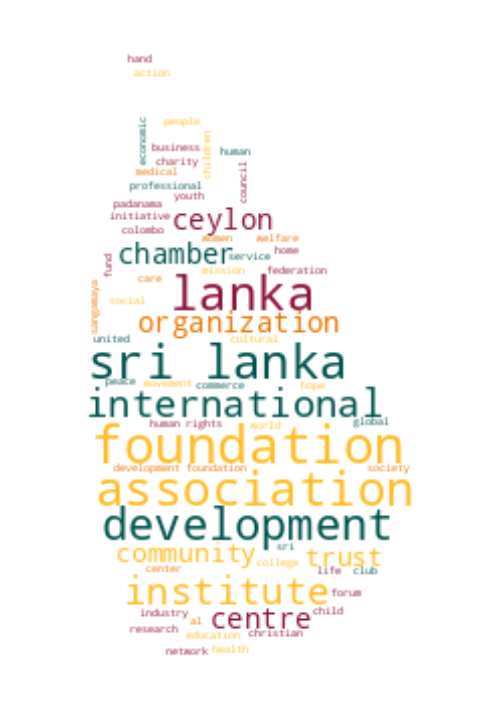 hand
action
economic
people
children
business
human
charity
medical
council
professional
youth
padanama
initiative
ceylon
colombo
women
welfare
chamber
service
home
fund
mission
federation
care
lanka
sangamaya
social
organization
united
cultural
sri lanka
peace
movement
commerce
hope
international
human rights
world
global
foundation
development foundation
society
association
development
community
sri
trust
college
center
life
club
institute
forum
industry
al
centre
child
research
education
christian
network
health